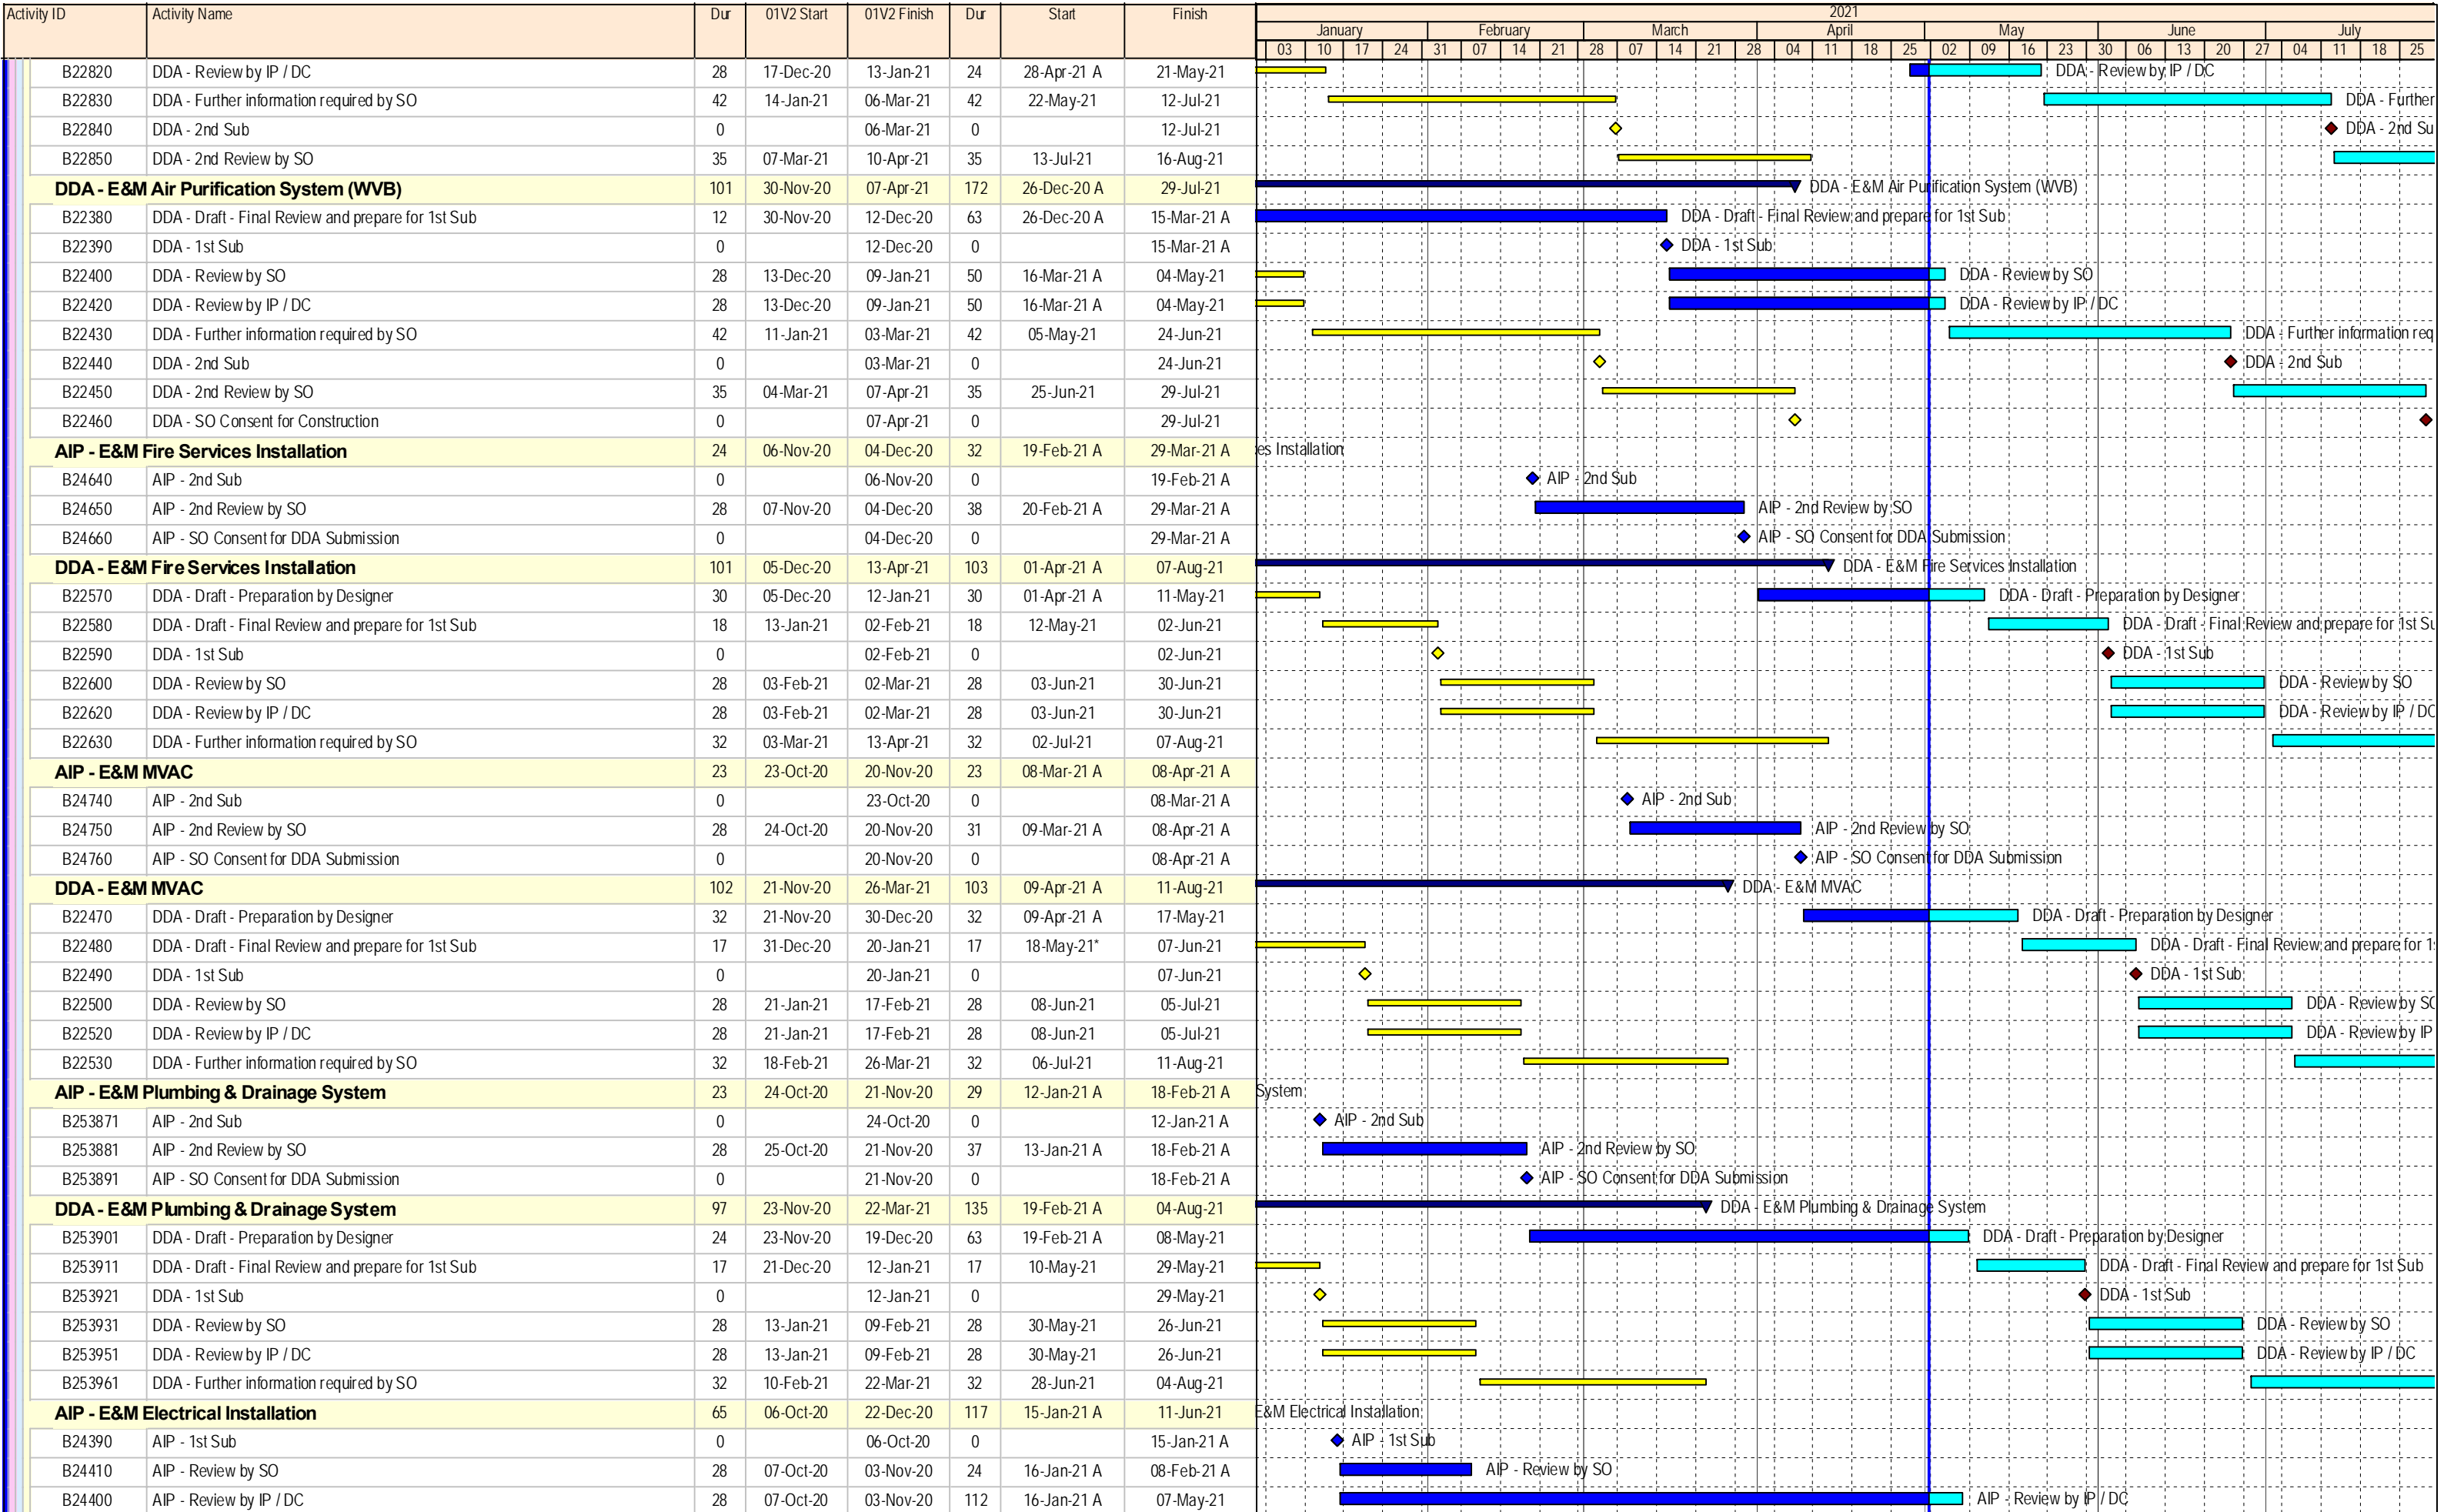 Activity ID Activity Name Dur 01V2 Start 01V2 Finish Dur Start Finish 2021
January February March April May June July
03 10 17 24 31 07 14 21 28 07 14 21 28 04 11 18 25 02 09 16 23 30 06 13 20 27 04 11 18 25
B22820 DDA - Review by IP / DC 28 17-Dec-20 13-Jan-21 24 28-Apr-21 A 21-May-21 DDA - Review by IP / DC
B22830 DDA - Further information required by SO 42 14-Jan-21 06-Mar-21 42 22-May-21 12-Jul-21 DDA - Further
B22840 DDA - 2nd Sub 0 06-Mar-21 0 12-Jul-21 DDA - 2nd Su
B22850 DDA - 2nd Review by SO 35 07-Mar-21 10-Apr-21 35 13-Jul-21 16-Aug-21
DDA - E&M Air Purification System (WVB) 101 30-Nov-20 07-Apr-21 172 26-Dec-20 A 29-Jul-21 DDA - E&M Air Purification System (WVB)
B22380 DDA - Draft - Final Review and prepare for 1st Sub 12 30-Nov-20 12-Dec-20 63 26-Dec-20 A 15-Mar-21 A DDA - Draft - Final Review and prepare for 1st Sub
B22390 DDA - 1st Sub 0 12-Dec-20 0 15-Mar-21 A DDA - 1st Sub
B22400 DDA - Review by SO 28 13-Dec-20 09-Jan-21 50 16-Mar-21 A 04-May-21 DDA - Review by SO
B22420 DDA - Review by IP / DC 28 13-Dec-20 09-Jan-21 50 16-Mar-21 A 04-May-21 DDA - Review by IP / DC
B22430 DDA - Further information required by SO 42 11-Jan-21 03-Mar-21 42 05-May-21 24-Jun-21 DDA - Further information req
B22440 DDA - 2nd Sub 0 03-Mar-21 0 24-Jun-21 DDA - 2nd Sub
B22450 DDA - 2nd Review by SO 35 04-Mar-21 07-Apr-21 35 25-Jun-21 29-Jul-21
B22460 DDA - SO Consent for Construction 0 07-Apr-21 0 29-Jul-21
AIP - E&M Fire Services Installation 24 06-Nov-20 04-Dec-20 32 19-Feb-21 A 29-Mar-21 A es Installation
B24640 AIP - 2nd Sub 0 06-Nov-20 0 19-Feb-21 A AIP - 2nd Sub
B24650 AIP - 2nd Review by SO 28 07-Nov-20 04-Dec-20 38 20-Feb-21 A 29-Mar-21 A AIP - 2nd Review by SO
B24660 AIP - SO Consent for DDA Submission 0 04-Dec-20 0 29-Mar-21 A AIP - SO Consent for DDA Submission
DDA - E&M Fire Services Installation 101 05-Dec-20 13-Apr-21 103 01-Apr-21 A 07-Aug-21 DDA - E&M Fire Services Installation
B22570 DDA - Draft - Preparation by Designer 30 05-Dec-20 12-Jan-21 30 01-Apr-21 A 11-May-21 DDA - Draft - Preparation by Designer
B22580 DDA - Draft - Final Review and prepare for 1st Sub 18 13-Jan-21 02-Feb-21 18 12-May-21 02-Jun-21 DDA - Draft - Final Review and prepare for 1st Su
B22590 DDA - 1st Sub 0 02-Feb-21 0 02-Jun-21 DDA - 1st Sub
B22600 DDA - Review by SO 28 03-Feb-21 02-Mar-21 28 03-Jun-21 30-Jun-21 DDA - Review by SO
B22620 DDA - Review by IP / DC 28 03-Feb-21 02-Mar-21 28 03-Jun-21 30-Jun-21 DDA - Review by IP / DC
B22630 DDA - Further information required by SO 32 03-Mar-21 13-Apr-21 32 02-Jul-21 07-Aug-21
AIP - E&M MVAC 23 23-Oct-20 20-Nov-20 23 08-Mar-21 A 08-Apr-21 A
B24740 AIP - 2nd Sub 0 23-Oct-20 0 08-Mar-21 A AIP - 2nd Sub
B24750 AIP - 2nd Review by SO 28 24-Oct-20 20-Nov-20 31 09-Mar-21 A 08-Apr-21 A AIP - 2nd Review by SO
B24760 AIP - SO Consent for DDA Submission 0 20-Nov-20 0 08-Apr-21 A AIP - SO Consent for DDA Submission
DDA - E&M MVAC 102 21-Nov-20 26-Mar-21 103 09-Apr-21 A 11-Aug-21 DDA - E&M MVAC
B22470 DDA - Draft - Preparation by Designer 32 21-Nov-20 30-Dec-20 32 09-Apr-21 A 17-May-21 DDA - Draft - Preparation by Designer
B22480 DDA - Draft - Final Review and prepare for 1st Sub 17 31-Dec-20 20-Jan-21 17 18-May-21* 07-Jun-21 DDA - Draft - Final Review and prepare for 1
B22490 DDA - 1st Sub 0 20-Jan-21 0 07-Jun-21 DDA - 1st Sub
B22500 DDA - Review by SO 28 21-Jan-21 17-Feb-21 28 08-Jun-21 05-Jul-21 DDA - Review by SO
B22520 DDA - Review by IP / DC 28 21-Jan-21 17-Feb-21 28 08-Jun-21 05-Jul-21 DDA - Review by IP
B22530 DDA - Further information required by SO 32 18-Feb-21 26-Mar-21 32 06-Jul-21 11-Aug-21
AIP - E&M Plumbing & Drainage System 23 24-Oct-20 21-Nov-20 29 12-Jan-21 A 18-Feb-21 A System
B253871 AIP - 2nd Sub 0 24-Oct-20 0 12-Jan-21 A AIP - 2nd Sub
B253881 AIP - 2nd Review by SO 28 25-Oct-20 21-Nov-20 37 13-Jan-21 A 18-Feb-21 A AIP - 2nd Review by SO
B253891 AIP - SO Consent for DDA Submission 0 21-Nov-20 0 18-Feb-21 A AIP - SO Consent for DDA Submission
DDA - E&M Plumbing & Drainage System 97 23-Nov-20 22-Mar-21 135 19-Feb-21 A 04-Aug-21 DDA - E&M Plumbing & Drainage System
B253901 DDA - Draft - Preparation by Designer 24 23-Nov-20 19-Dec-20 63 19-Feb-21 A 08-May-21 DDA - Draft - Preparation by Designer
B253911 DDA - Draft - Final Review and prepare for 1st Sub 17 21-Dec-20 12-Jan-21 17 10-May-21 29-May-21 DDA - Draft - Final Review and prepare for 1st Sub
B253921 DDA - 1st Sub 0 12-Jan-21 0 29-May-21 DDA - 1st Sub
B253931 DDA - Review by SO 28 13-Jan-21 09-Feb-21 28 30-May-21 26-Jun-21 DDA - Review by SO
B253951 DDA - Review by IP / DC 28 13-Jan-21 09-Feb-21 28 30-May-21 26-Jun-21 DDA - Review by IP / DC
B253961 DDA - Further information required by SO 32 10-Feb-21 22-Mar-21 32 28-Jun-21 04-Aug-21
AIP - E&M Electrical Installation 65 06-Oct-20 22-Dec-20 117 15-Jan-21 A 11-Jun-21 E&M Electrical Installation
B24390 AIP - 1st Sub 0 06-Oct-20 0 15-Jan-21 A AIP - 1st Sub
B24410 AIP - Review by SO 28 07-Oct-20 03-Nov-20 24 16-Jan-21 A 08-Feb-21 A AIP - Review by SO
B24400 AIP - Review by IP / DC 28 07-Oct-20 03-Nov-20 112 16-Jan-21 A 07-May-21 AIP - Review by IP / DC